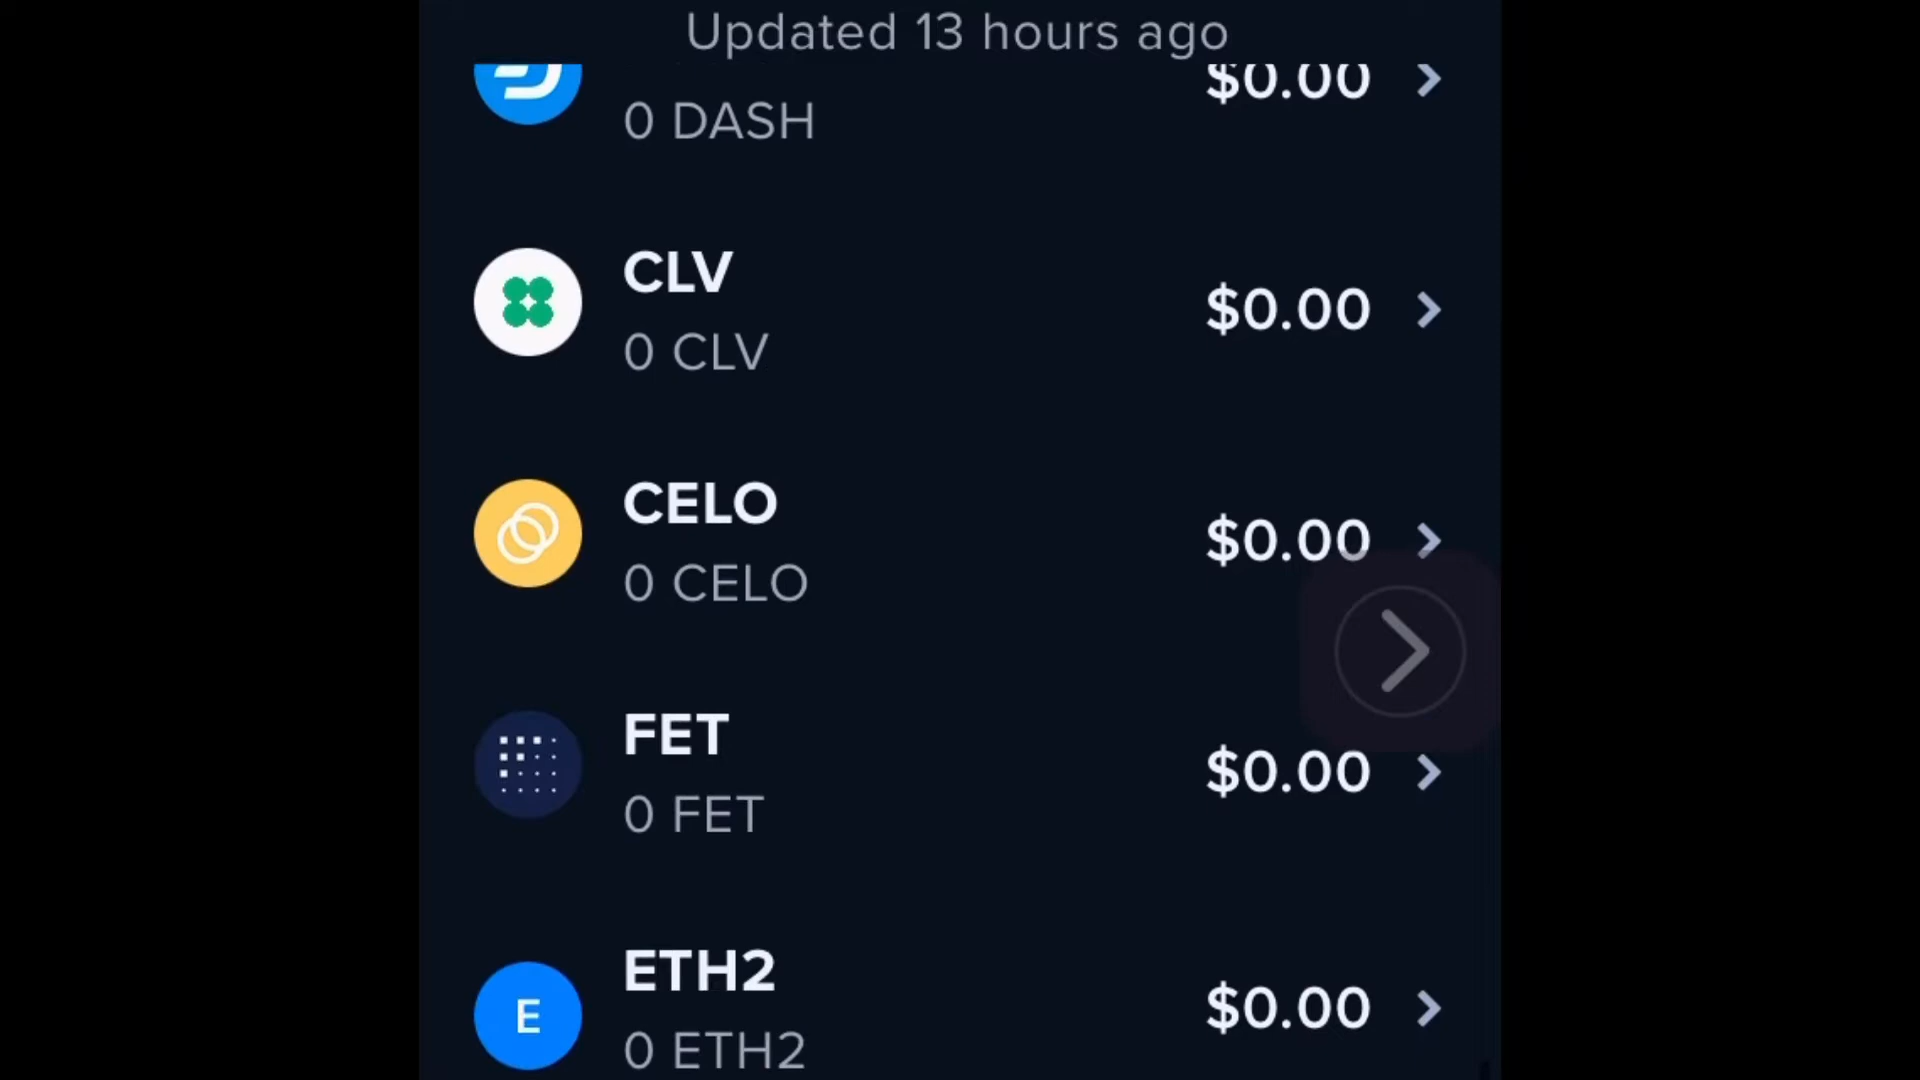 Updated 13 hours ago
$0.00
0 DASH
CLV
$0.00
0 CLV
CELO
$0.00
0 CELO
FET
$0.00
0 FET
ETH2
E
$0.00
0 ETH2